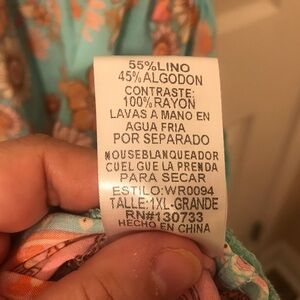 55%LINO
45%ALGODON
CONTRASTE:
100%RAYON
LAVAS A MANO EN
AGUA FRIA
POR SEPARADO
NOUSEBLANQUEADOR
CUELGUE LA PRENDA
PARA SECAR
ESTILO:WR0094
TALLE:1XL-GRANDE
RN#130733
HECHO EN CHINA